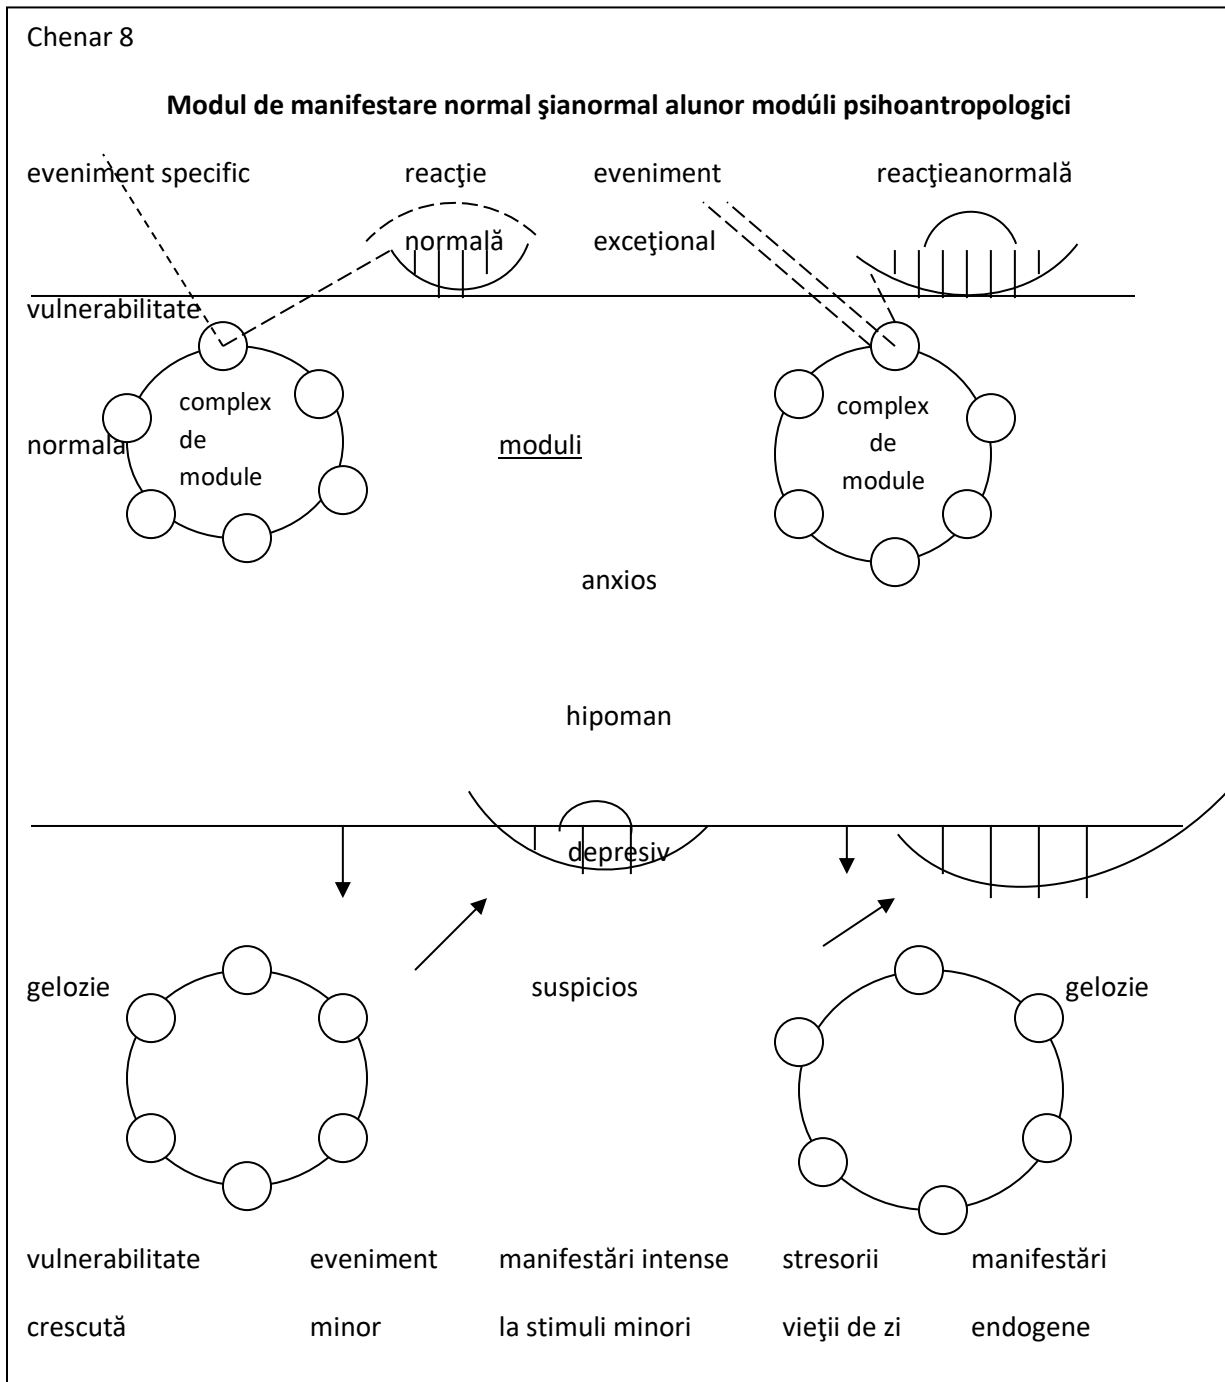 Chenar 8
Modul de manifestare normal şianormal alunor modúli psihoantropologici
eveniment specific reacţie eveniment reacţieanormală
normală exceţional
vulnerabilitate
complex complex
normală de moduli de
module module
anxios
hipoman
depresiv
gelozie suspicios gelozie
vulnerabilitate eveniment manifestări intense stresorii manifestări
crescută minor la stimuli minori vieţii de zi endogene